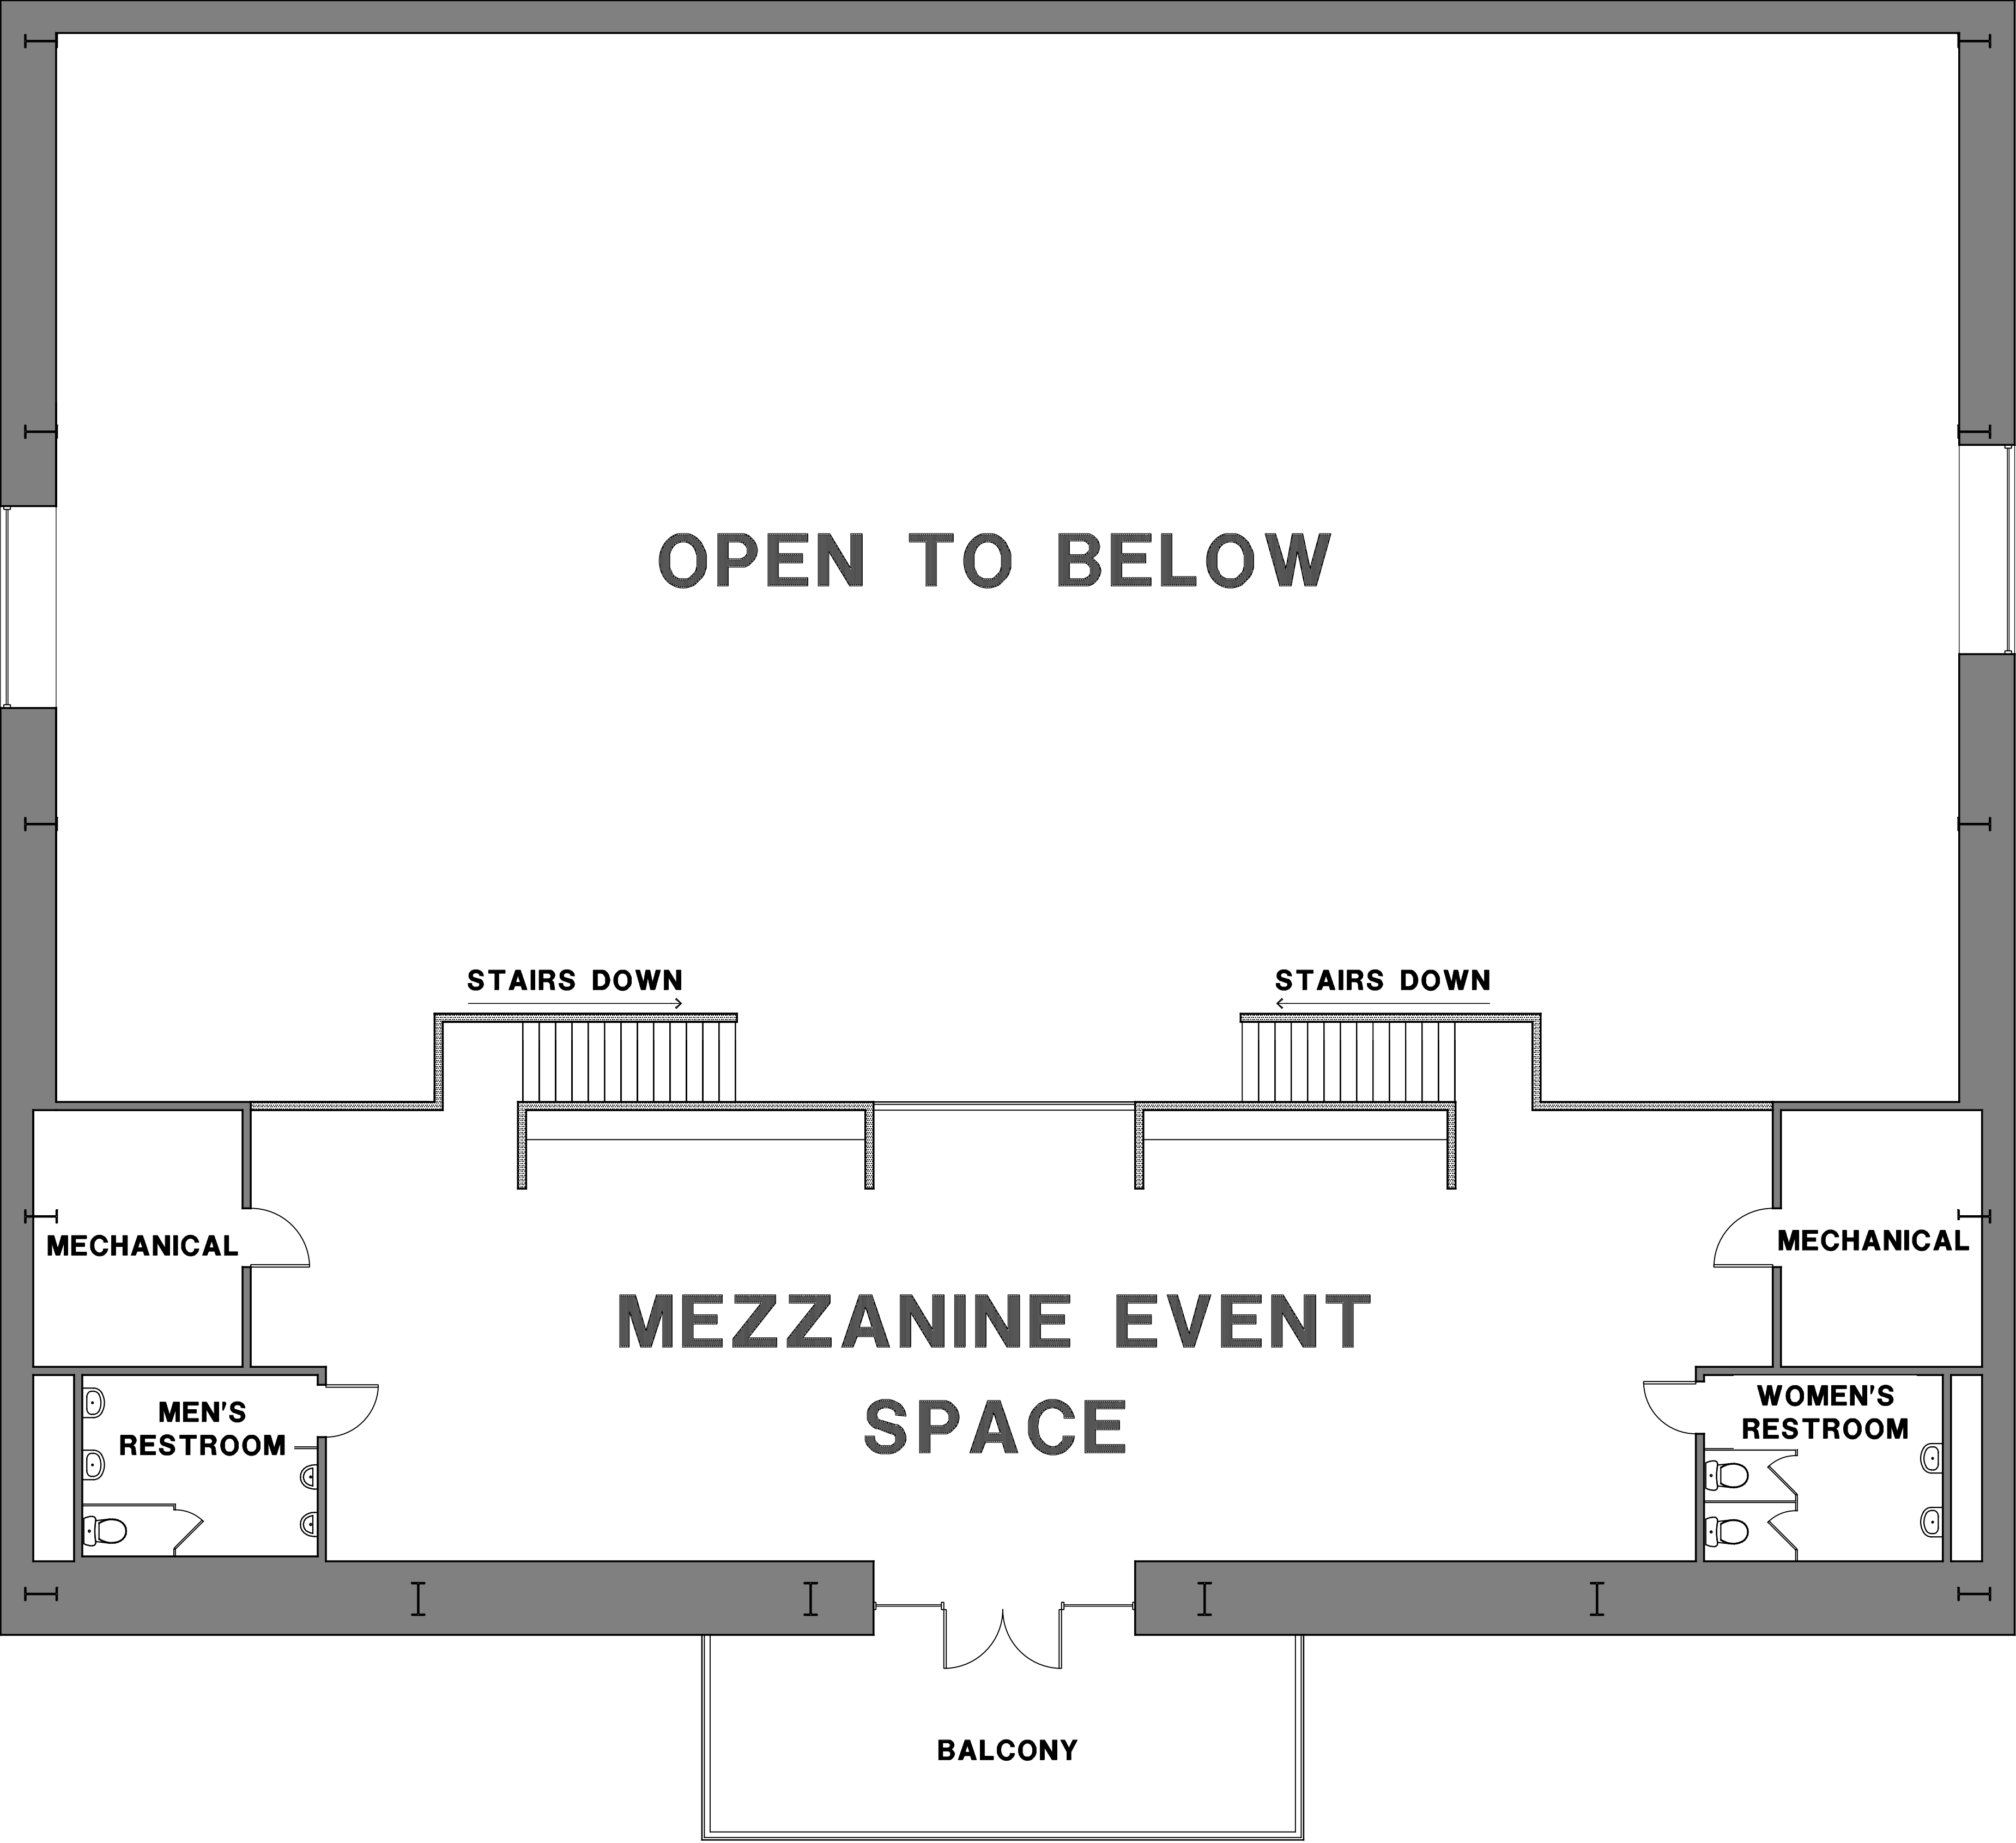 OPEN TO BELOW
STAIRS DOWN
STAIRS DOWN
MECHANICAL
MECHANICAL
MEZZANINE EVENT
SPACE
MEN'S
RESTROOM
WOMEN'S
RESTROOM
BALCONY